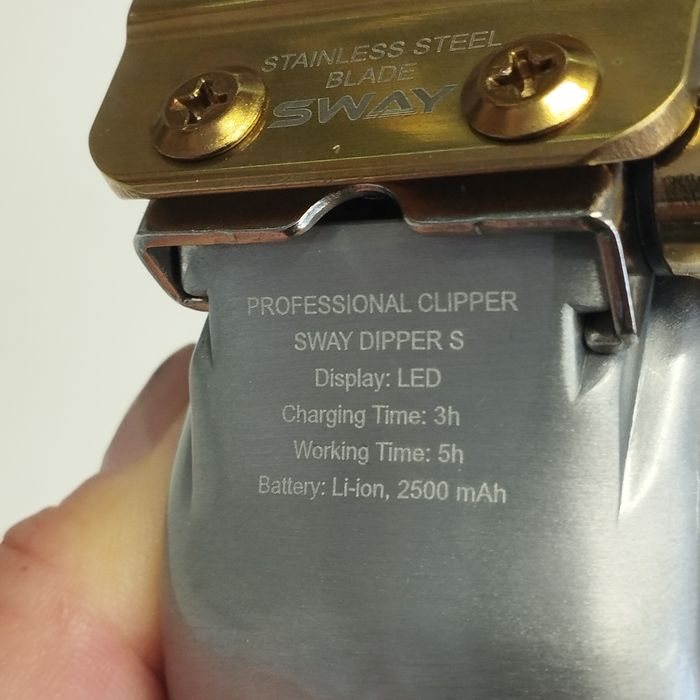 STAINLESS STEEL
BLADE
SWAY
PROFESSIONAL CLIPPER
SWAY DIPPER S
Display: LED
Charging Time: 3h
Working Time: 5h
Battery: Li-ion, 2500 mAh